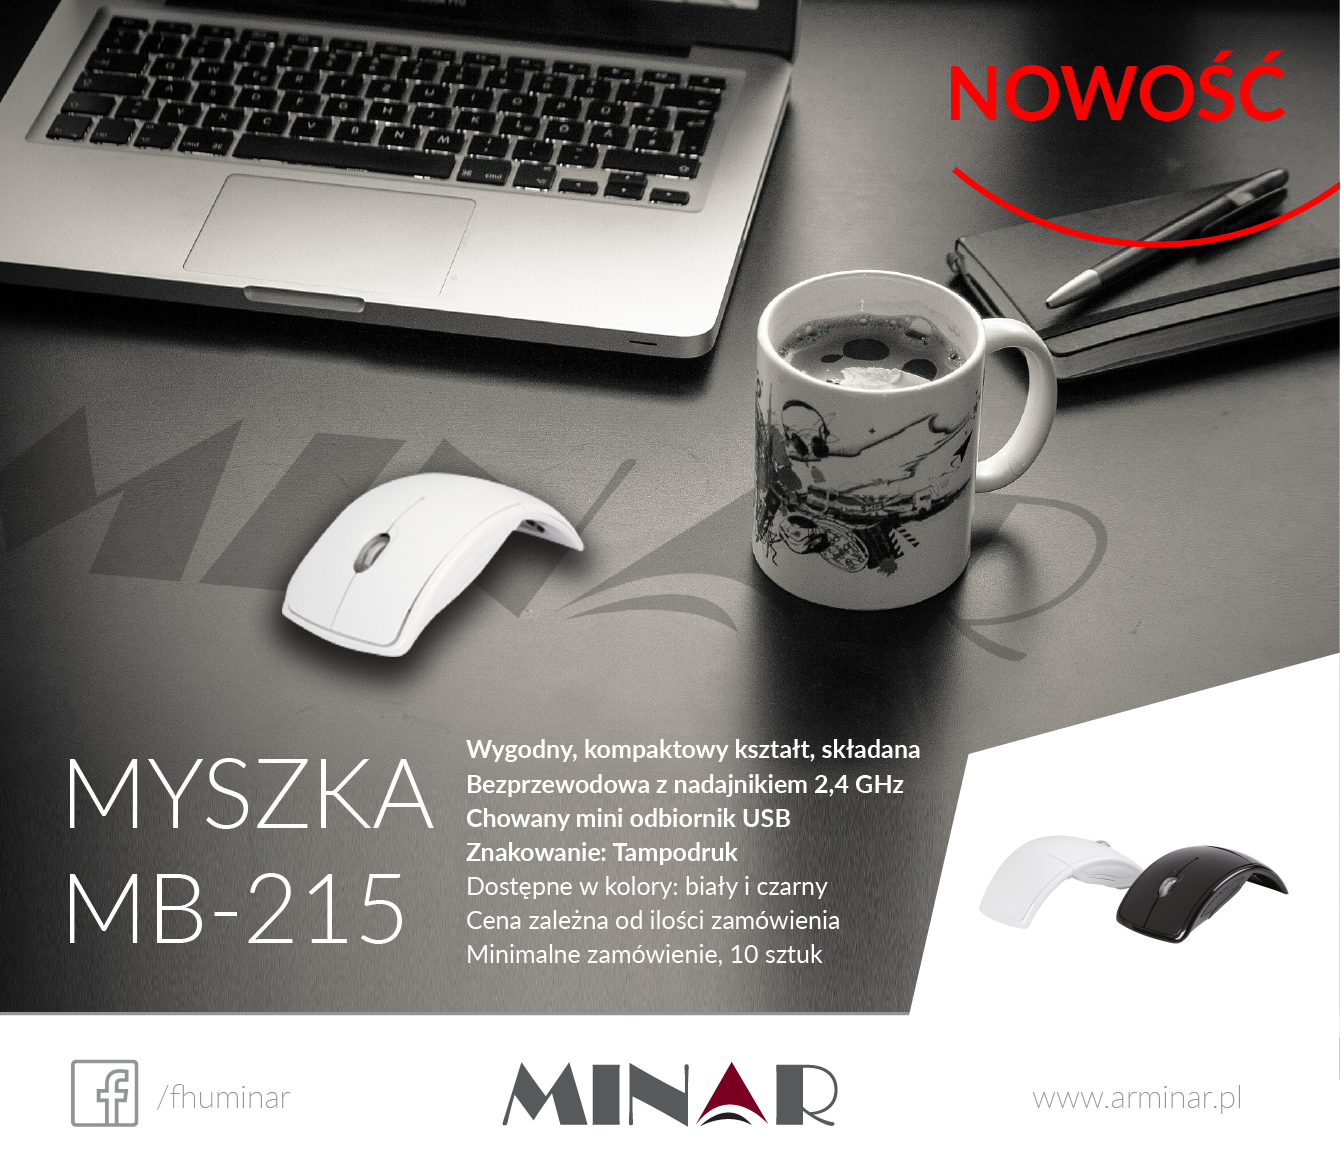 NOWOŚĆ
MINAR
MYSZKA
MB-215
Wygodny, kompaktowy kształt, składana
Bezprzewodowa z nadajnikiem 2,4 GHz
Chowany mini odbiornik USB
Znakowanie: Tampodruk
Dostępne w kolory: biały i czarny
Cena zależna od ilości zamówienia
Minimalne zamówienie, 10 sztuk
/fhuminar
MINAR
www.arminar.pl